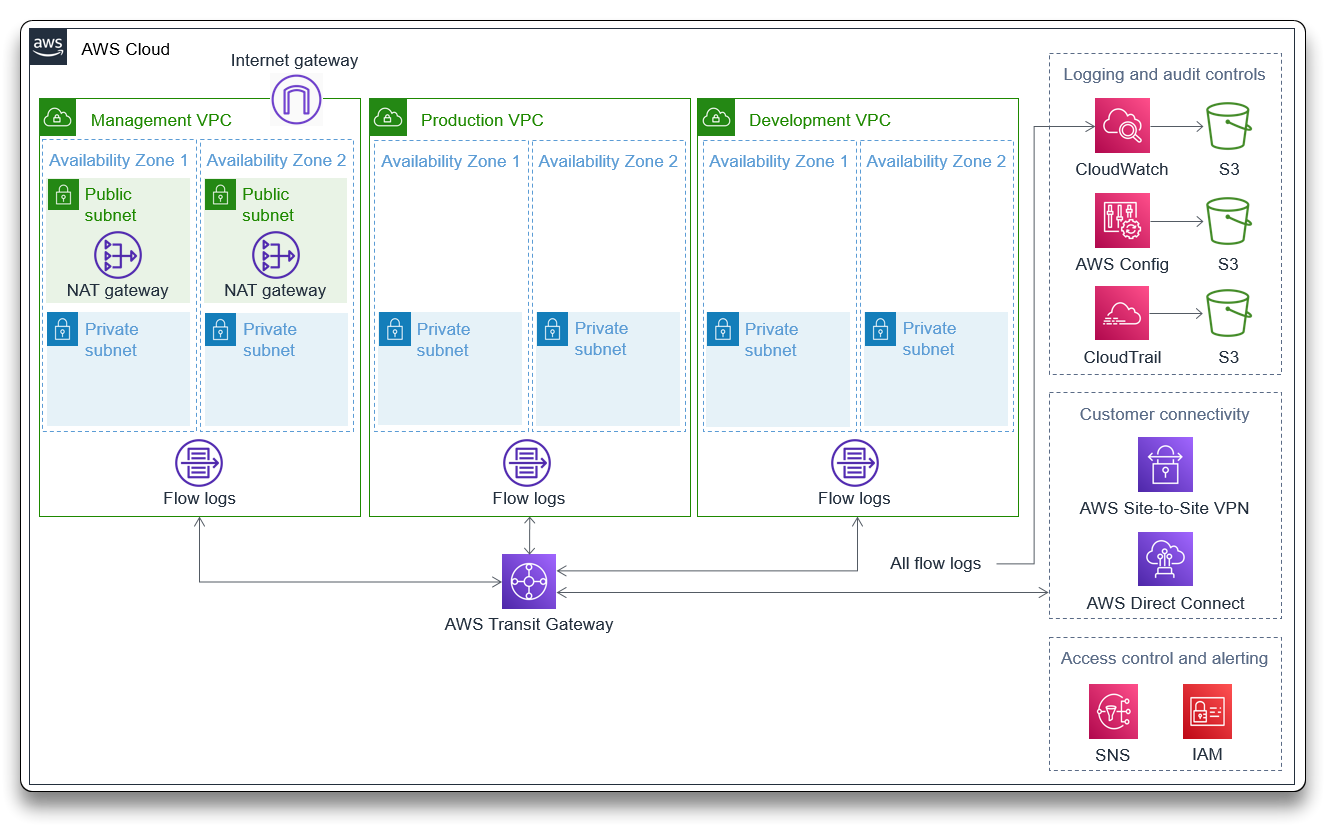 aws
AWS Cloud
Internet gateway
Management VPC
Availability Zone 1
Availability Zone 2
Public
subnet
Public
subnet
NAT gateway
NAT gateway
Private
subnet
Private
subnet
Flow logs
Production VPC
Availability Zone 1
Availability Zone 2
Private
subnet
Private
subnet
Flow logs
Development VPC
Availability Zone 1
Availability Zone 2
Private
subnet
Private
subnet
Flow logs
AWS Transit Gateway
All flow logs
Logging and audit controls
CloudWatch
S3
AWS Config
S3
CloudTrail
S3
Customer connectivity
AWS Site-to-Site VPN
AWS Direct Connect
Access control and alerting
SNS
IAM